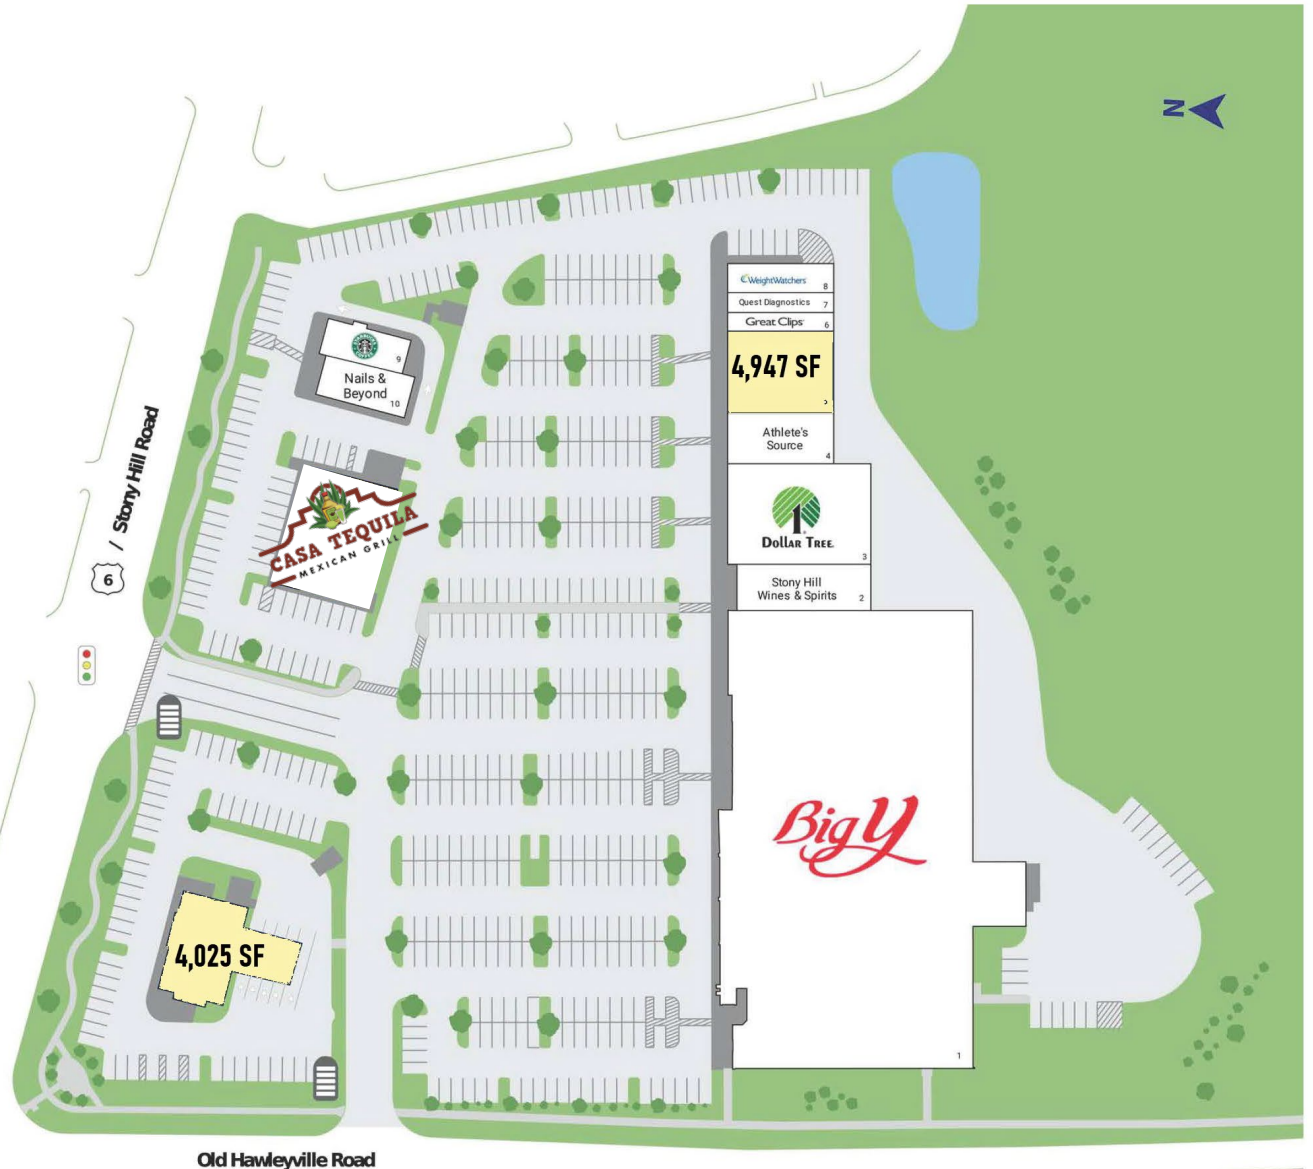 N
WeightWatchers 8
Quest Diagnostics 7
Great Clips 6
4,947 SF
Athlete's
Source
4
DOLLAR TREE
3
Stony Hill
Wines & Spirits 2
Big Y
1
9
Nails &
Beyond
10
CASA TEQUILA
MEXICAN GRILL
6 / Stony Hill Road
4,025 SF
Old Hawleyville Road